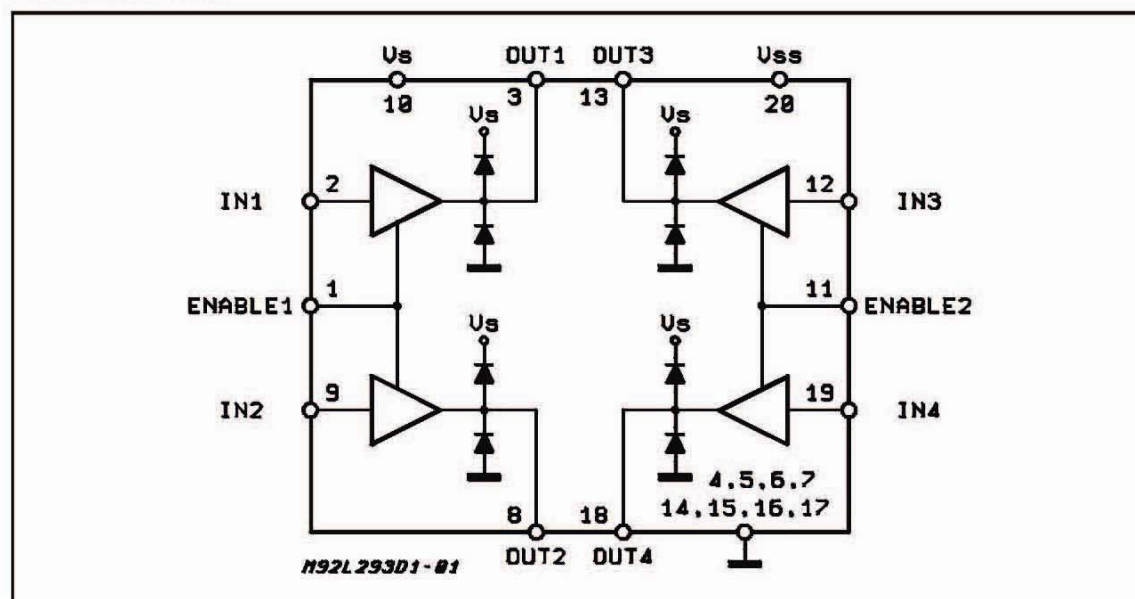 Vs OUT1 OUT3 Vss
10 3 13 20
Vs Vs
IN1 2 12 IN3
ENABLE1 1 11 ENABLE2
Vs Vs
IN2 9 19 IN4
4,5,6,7
8 18 14,15,16,17
OUT2 OUT4
M92L293D1-01